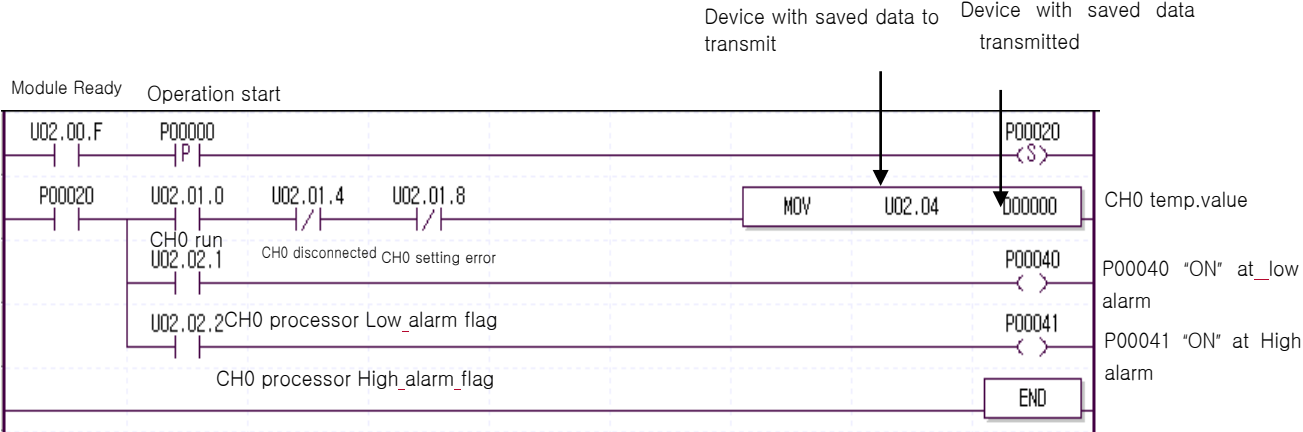 Device with saved data to
transmit
Device with saved data
transmitted
Module Ready
Operation start
U02.00.F P00000 P00020
P (S)
P00020 U02.01.0 U02.01.4 U02.01.8
MOV U02.04 D00000
CH0 temp.value
CH0 run
CH0 disconnected
CH0 setting error
U02.02.1 P00040
P00040 “ON” at_low
alarm
U02.02.2 P00041
CH0 processor Low_alarm flag
P00041 “ON” at High
alarm
CH0 processor High_alarm_flag
END